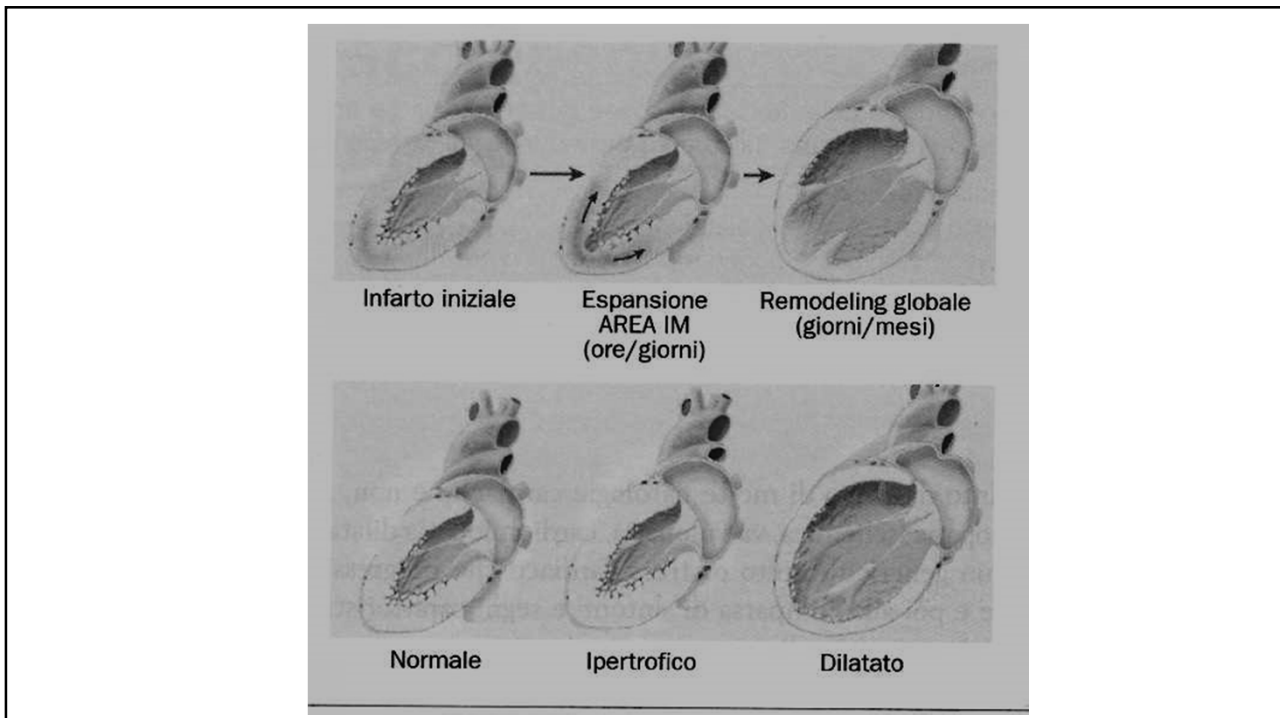 Infarto iniziale
Espansione
AREA IM
(ore/giorni)
Remodeling globale
(giorni/mesi)
Normale
Ipertrofico
Dilatato